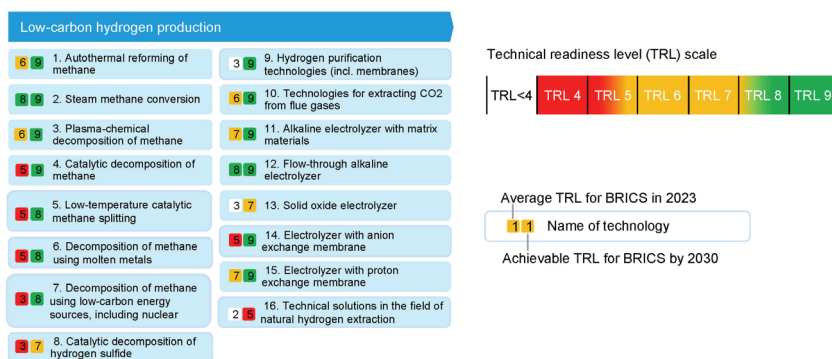 Low-carbon hydrogen production
6 9 1. Autothermal reforming of
methane
8 9 2. Steam methane conversion
6 9 3. Plasma-chemical
decomposition of methane
5 9 4. Catalytic decomposition of
methane
5 8 5. Low-temperature catalytic
methane splitting
5 8 6. Decomposition of methane
using molten metals
3 8 7. Decomposition of methane
using low-carbon energy
sources, including nuclear
3 7 8. Catalytic decomposition of
hydrogen sulfide
3 9 9. Hydrogen purification
technologies (incl. membranes)
6 9 10. Technologies for extracting CO2
from flue gases
7 9 11. Alkaline electrolyzer with matrix
materials
8 9 12. Flow-through alkaline
electrolyzer
3 7 13. Solid oxide electrolyzer
5 9 14. Electrolyzer with anion
exchange membrane
7 9 15. Electrolyzer with proton
exchange membrane
2 5 16. Technical solutions in the field of
natural hydrogen extraction
Technical readiness level (TRL) scale
TRL<4 TRL 4 TRL 5 TRL 6 TRL 7 TRL 8 TRL 9
Average TRL for BRICS in 2023
1 1 Name of technology
Achievable TRL for BRICS by 2030